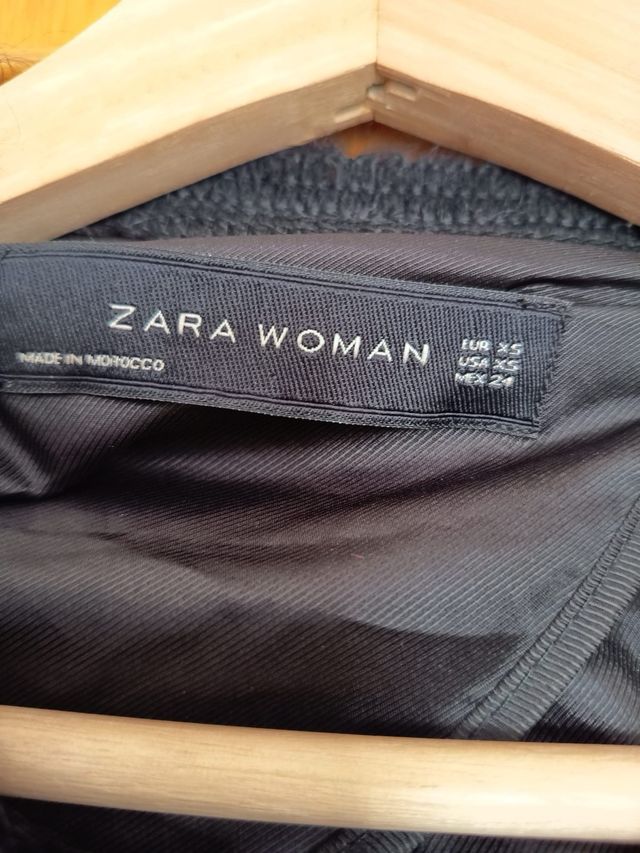 ZARA WOMAN
MADE IN MOROCCO
EUR XS
USA XS
MEX 24